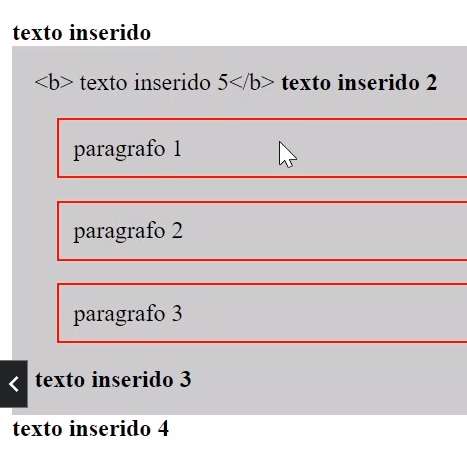 texto inserido
<b> texto inserido 5</b> texto inserido 2
paragrafo 1
paragrafo 2
paragrafo 3
texto inserido 3
texto inserido 4